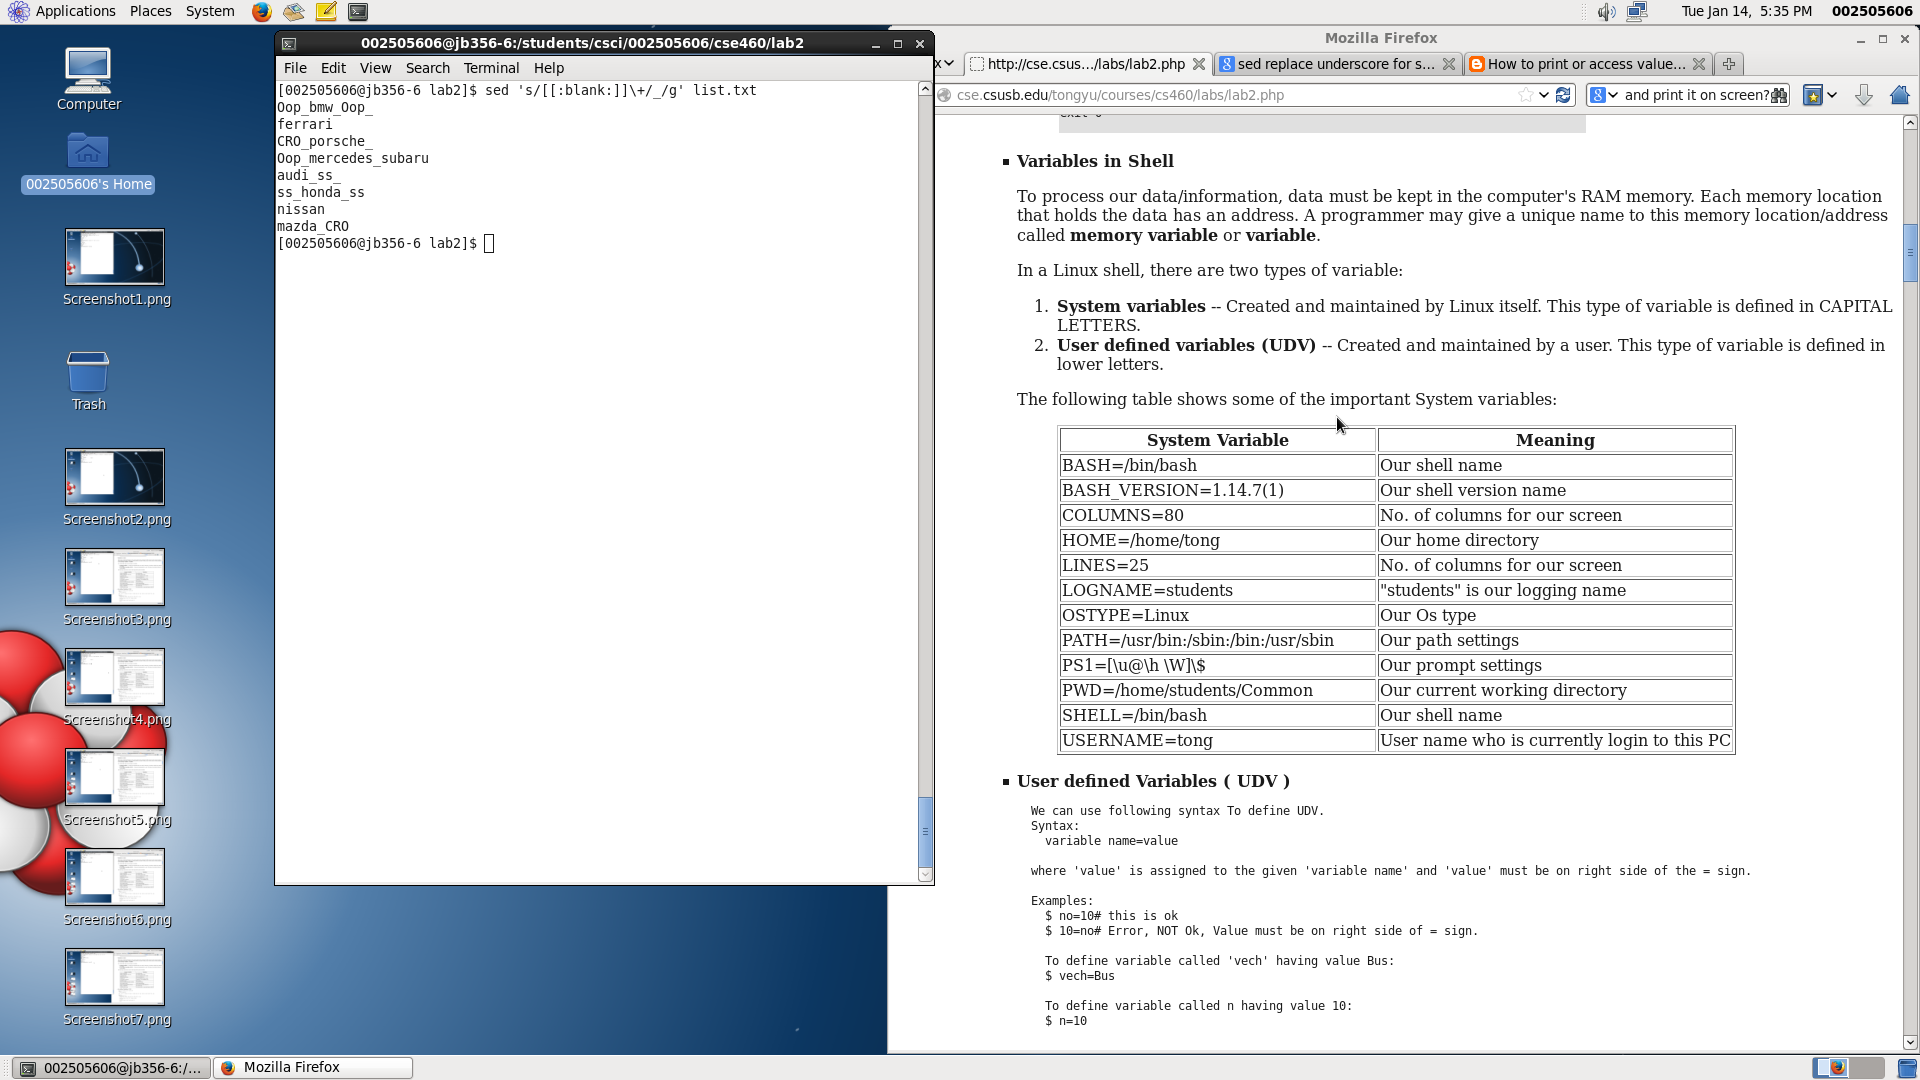 Applications Places System
Tue Jan 14, 5:35 PM 002505606
Computer
002505606's Home
Screenshot1.png
Trash
Screenshot2.png
Screenshot3.png
Screenshot4.png
Screenshot5.png
Screenshot6.png
Screenshot7.png
002505606@jb356-6:/students/csci/002505606/cse460/lab2
File Edit View Search Terminal Help
[002505606@jb356-6 lab2]$ sed 's/[[:blank:]]\+/_/g' list.txt
Oop_bmw_Oop_
ferrari
CRO_porsche_
Oop_mercedes_subaru
audi_ss_
ss_honda_ss
nissan
mazda_CRO
[002505606@jb356-6 lab2]$
Mozilla Firefox
http://cse.csus.../labs/lab2.php
sed replace underscore for s...
How to print or access value...
cse.csusb.edu/tongyu/courses/cs460/labs/lab2.php
and print it on screen?
Variables in Shell
To process our data/information, data must be kept in the computer's RAM memory. Each memory location
that holds the data has an address. A programmer may give a unique name to this memory location/address
called memory variable or variable.
In a Linux shell, there are two types of variable:
1. System variables -- Created and maintained by Linux itself. This type of variable is defined in CAPITAL
LETTERS.
2. User defined variables (UDV) -- Created and maintained by a user. This type of variable is defined in
lower letters.
The following table shows some of the important System variables:
System Variable Meaning
BASH=/bin/bash Our shell name
BASH_VERSION=1.14.7(1) Our shell version name
COLUMNS=80 No. of columns for our screen
HOME=/home/tong Our home directory
LINES=25 No. of columns for our screen
LOGNAME=students "students" is our logging name
OSTYPE=Linux Our Os type
PATH=/usr/bin:/sbin:/bin:/usr/sbin Our path settings
PS1=[\u@\h \W]\$ Our prompt settings
PWD=/home/students/Common Our current working directory
SHELL=/bin/bash Our shell name
USERNAME=tong User name who is currently login to this PC
User defined Variables ( UDV )
We can use following syntax To define UDV.
Syntax:
variable name=value
where 'value' is assigned to the given 'variable name' and 'value' must be on right side of the = sign.
Examples:
$ no=10# this is ok
$ 10=no# Error, NOT Ok, Value must be on right side of = sign.
To define variable called 'vech' having value Bus:
$ vech=Bus
To define variable called n having value 10:
$ n=10
002505606@jb356-6:/...
Mozilla Firefox